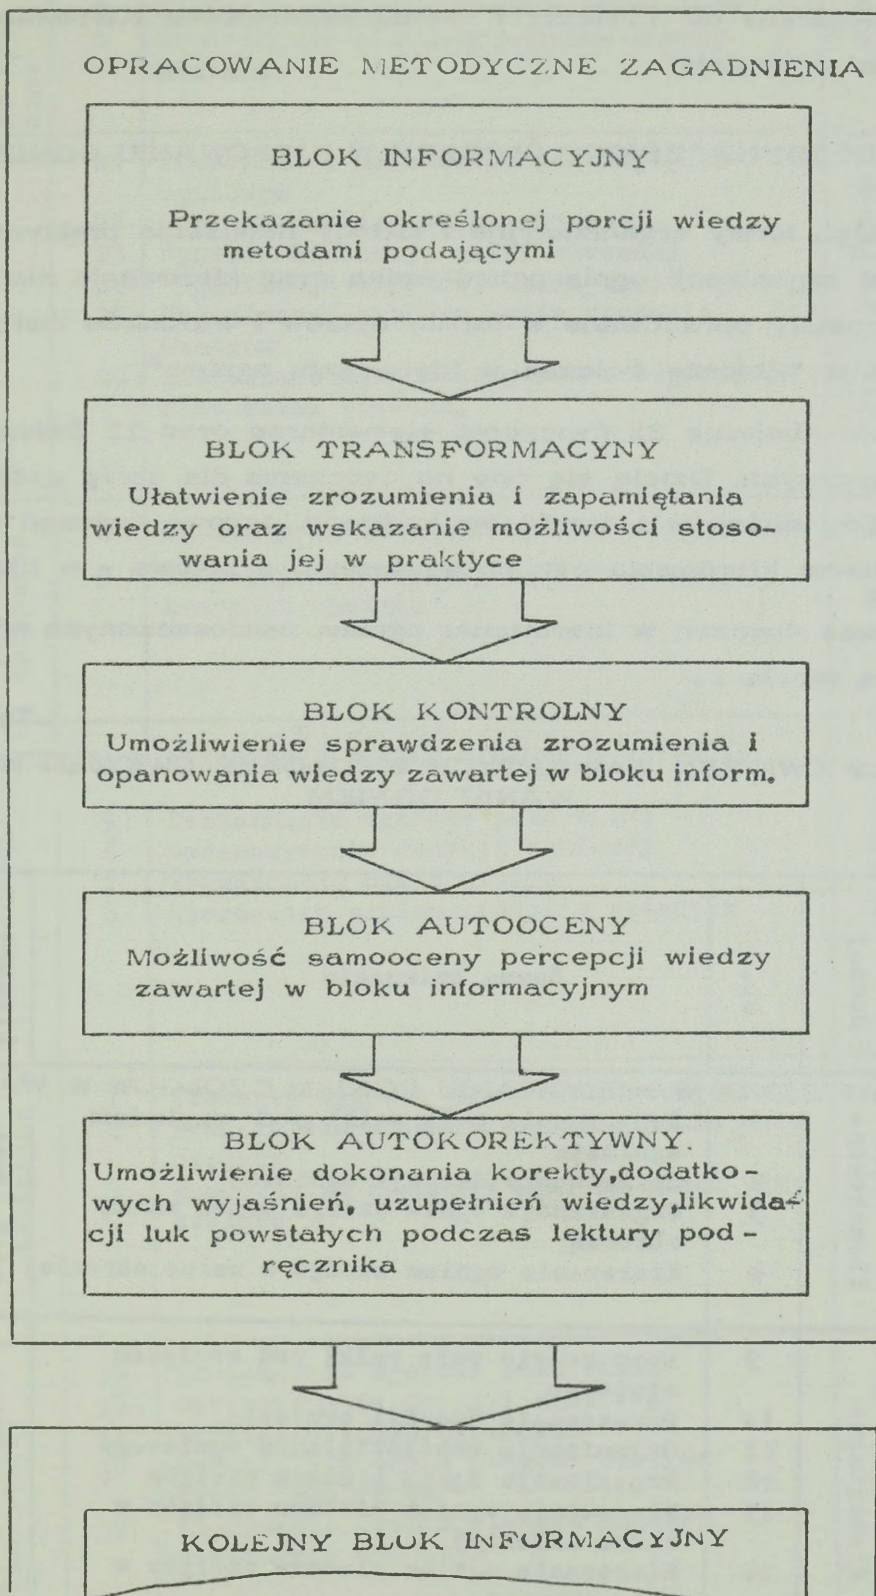 OPRACOWANIE METODYCZNE ZAGADNIENIA
BLOK INFORMACYJNY
Przekazanie określonej porcji wiedzy
metodami podającymi
BLOK TRANSFORMACYNY
Ułatwienie zrozumienia i zapamiętania
wiedzy oraz wskazanie możliwości stoso-
wania jej w praktyce
BLOK KONTROLNY
Umożliwienie sprawdzenia zrozumienia i
opanowania wiedzy zawartej w bloku inform.
BLOK AUTOOCENY
Możliwość samooceny percepcji wiedzy
zawartej w bloku informacyjnym
BLOK AUTOKOREKTYWNY.
Umożliwienie dokonania korekty,dodatko-
wych wyjaśnień, uzupełnień wiedzy,likwida-
cji luk powstałych podczas lektury pod-
ręcznika
KOLEJNY BLOK INFORMACYJNY